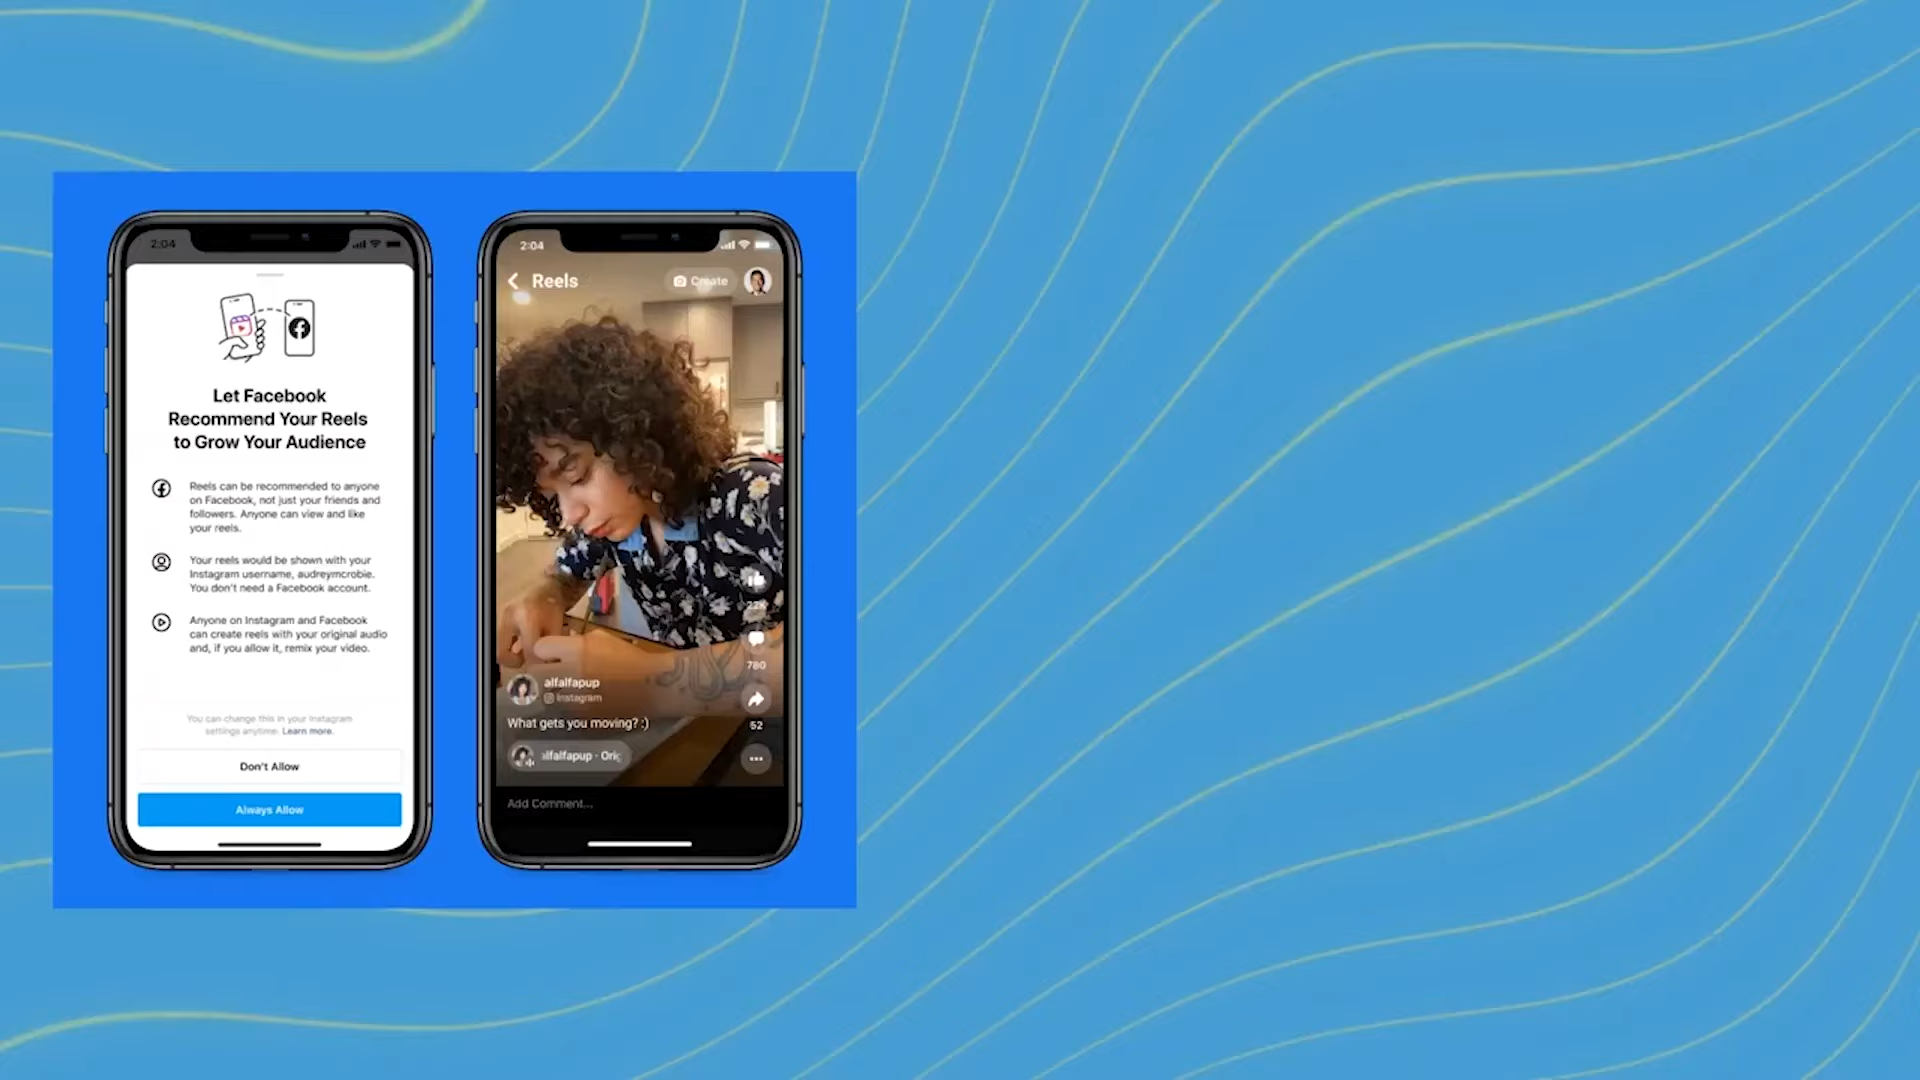 2:04
Let Facebook
Recommend Your Reels
to Grow Your Audience
Reels can be recommended to anyone
on Facebook, not just your friends and
followers. Anyone can view and like
your reels.
Your reels would be shown with your
Instagram username, audreymcrobie.
You don't need a Facebook account.
Anyone on Instagram and Facebook
can create reels with your original audio
and, if you allow it, remix your video.
You can change this in your Instagram
settings anytime. Learn more.
Don't Allow
Always Allow
2:04
Reels
Create
22K
780
alfalfapup
Instagram
What gets you moving? :)
52
alfalfapup · Orig
Add Comment...